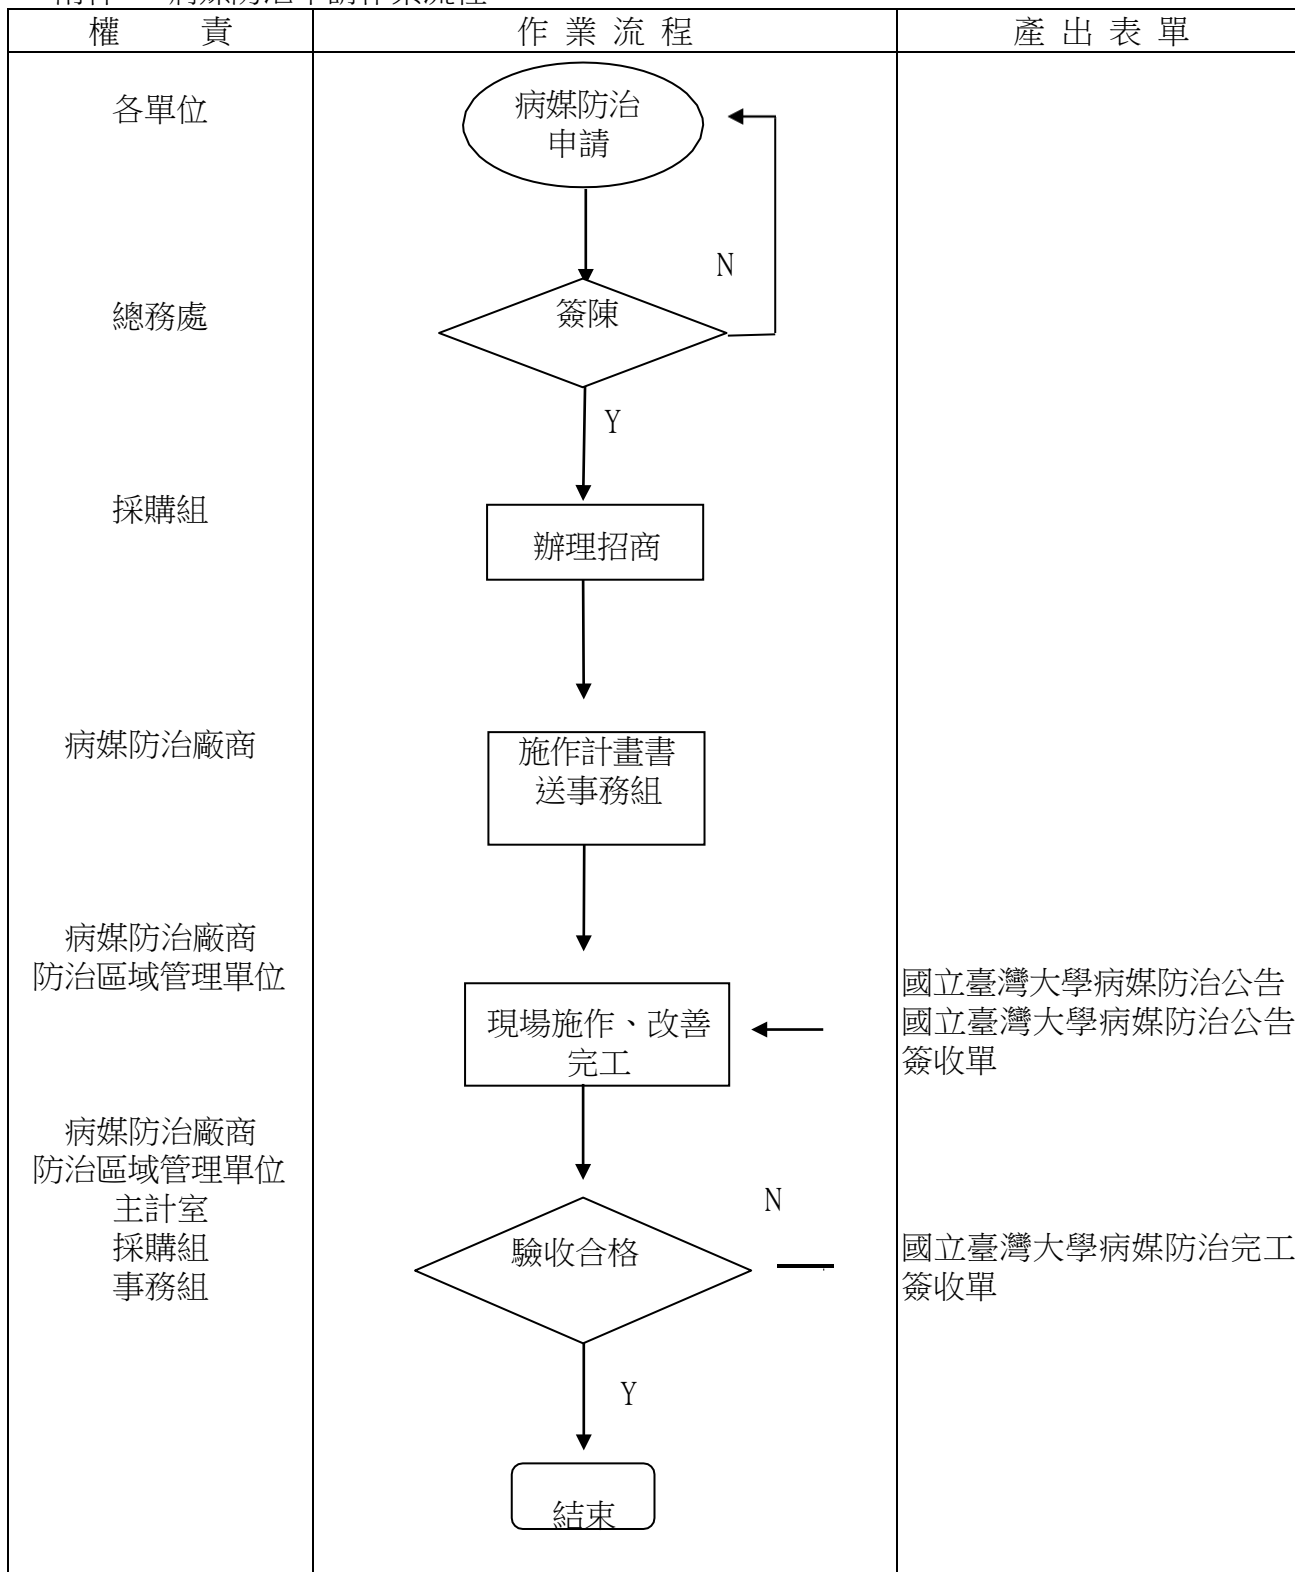 權 責
作 業 流 程
產 出 表 單
各單位
病媒防治
申請
N
總務處
簽陳
Y
採購組
辦理招商
病媒防治廠商
施作計畫書
送事務組
病媒防治廠商
防治區域管理單位
現場施作、改善
完工
國立臺灣大學病媒防治公告
國立臺灣大學病媒防治公告
簽收單
病媒防治廠商
防治區域管理單位
主計室
採購組
事務組
驗收合格
N
國立臺灣大學病媒防治完工
簽收單
Y
結束